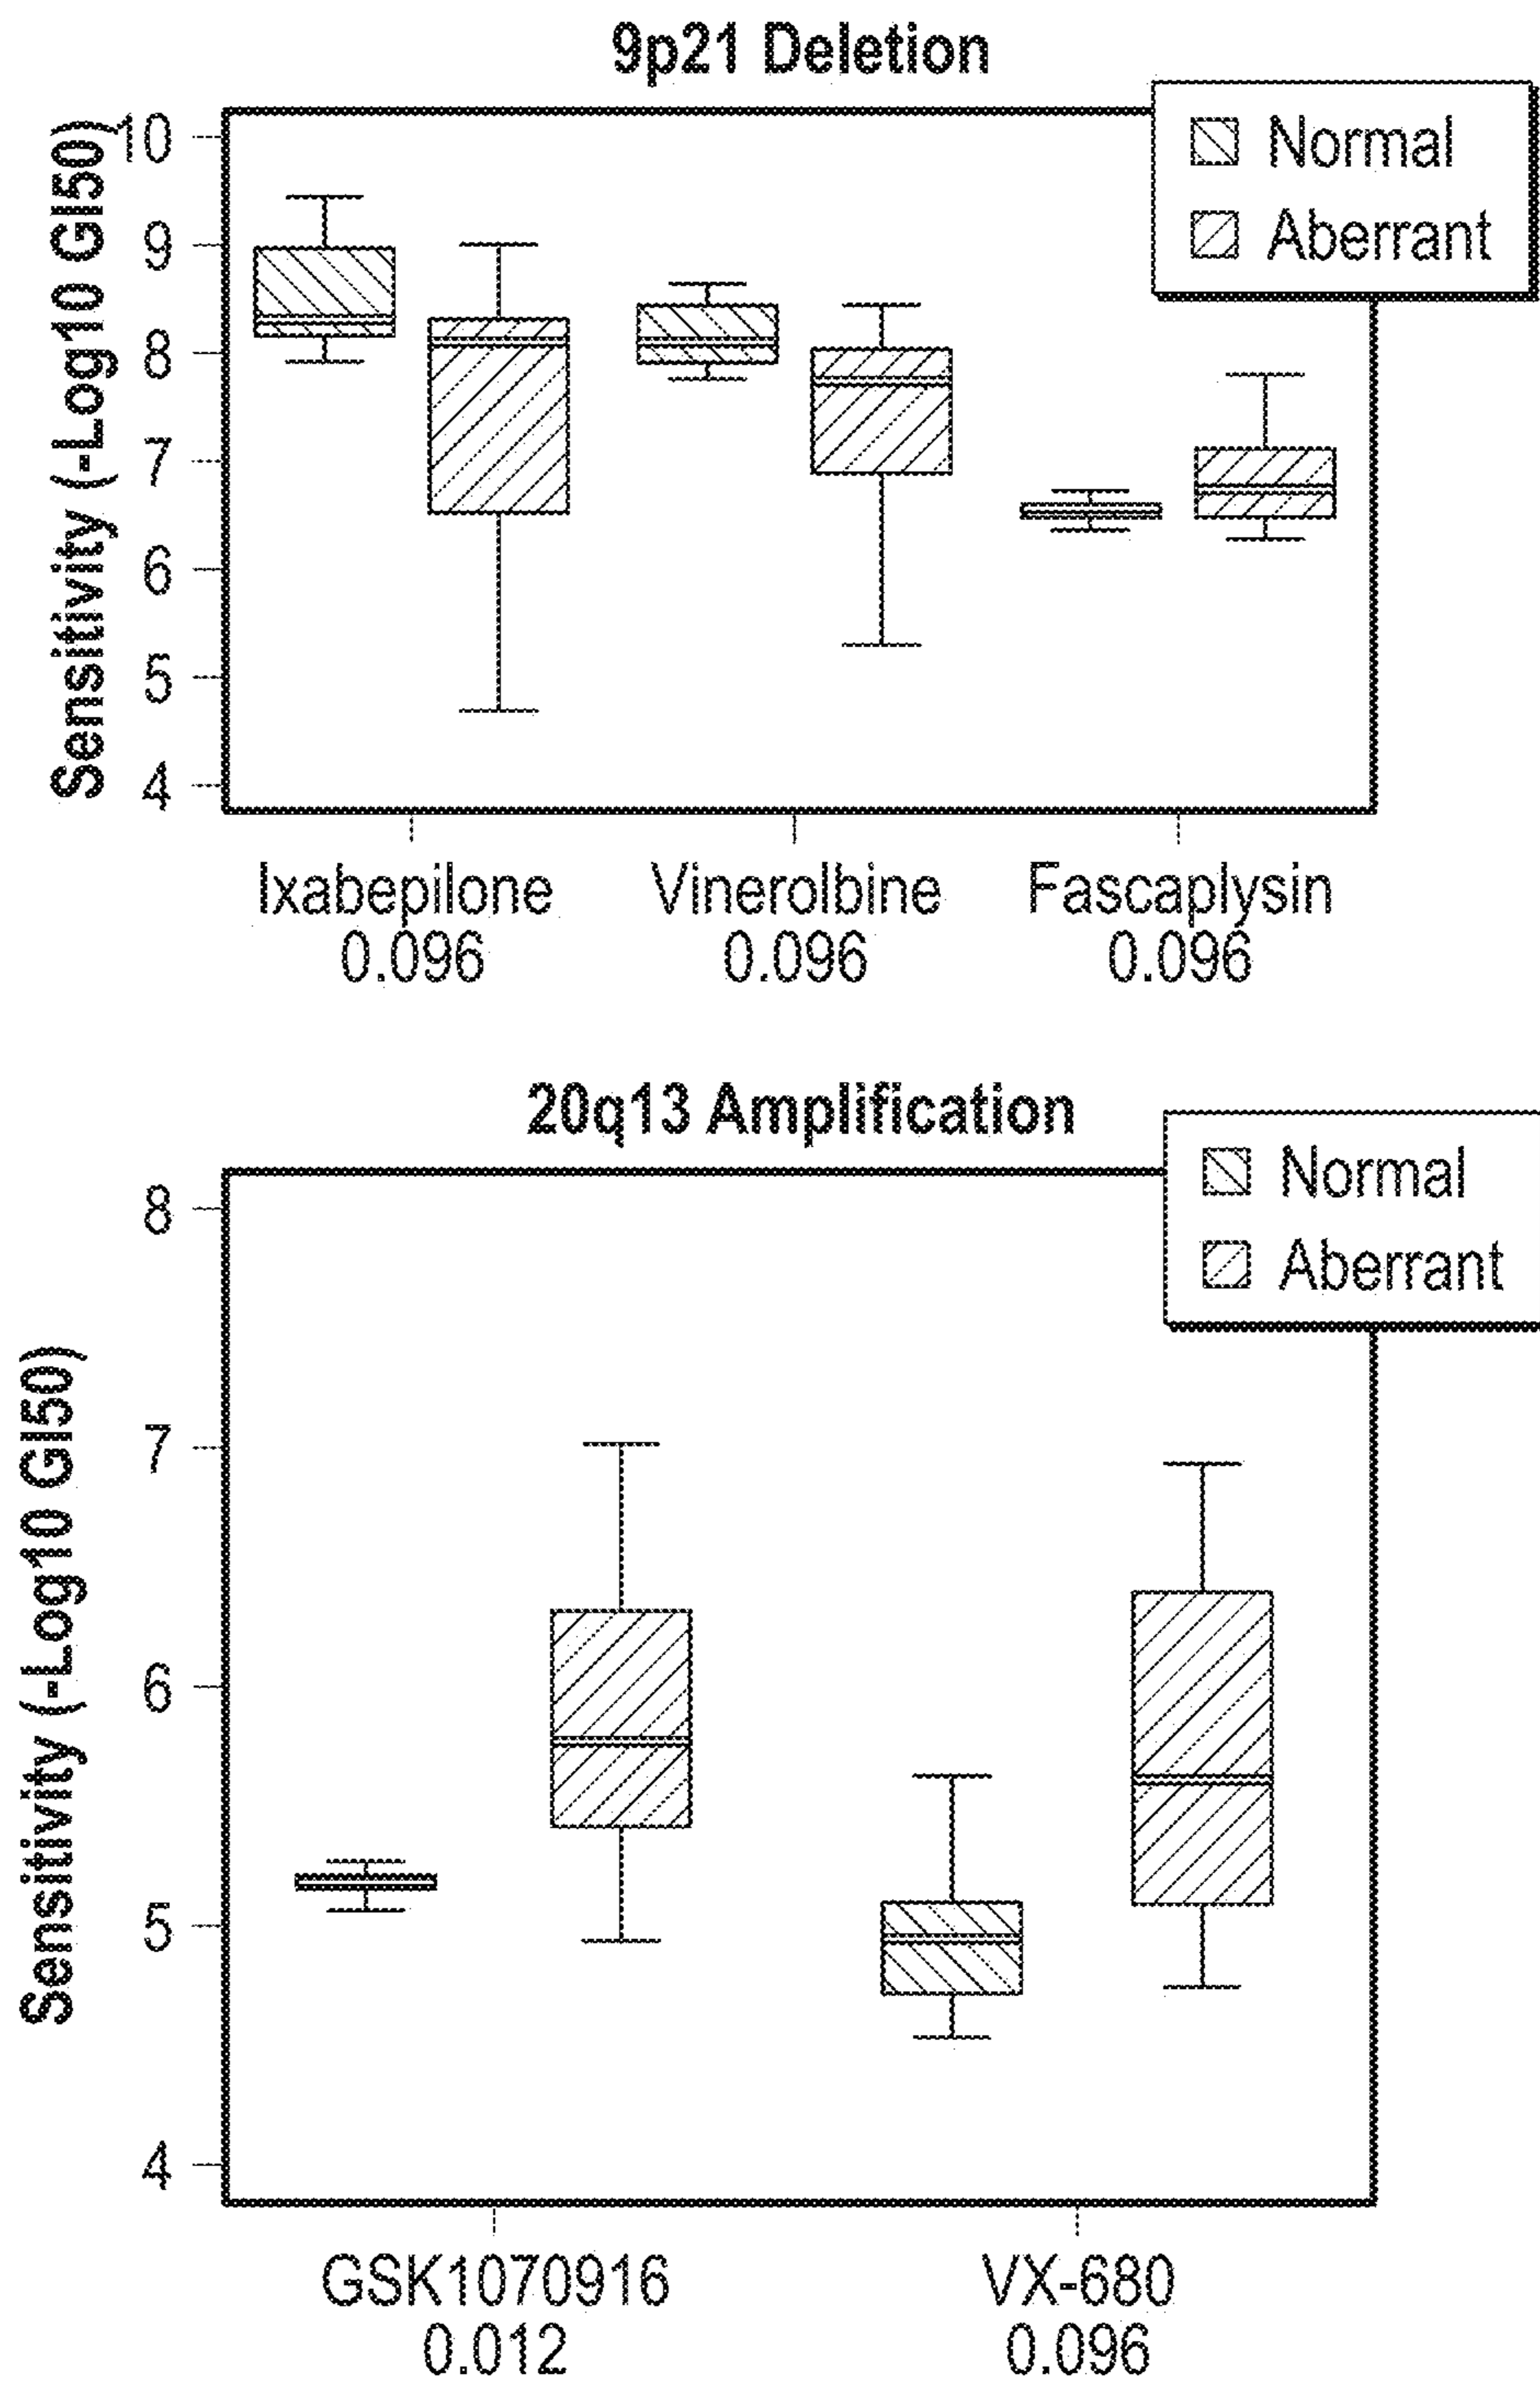 9p21 Deletion
Sensitivity (-Log10 GI50)
10
9
8
7
6
5
4
Normal
Aberrant
Ixabepilone Vinerolbine Fascaplysin
0.096 0.096 0.096
20q13 Amplification
Sensitivity (-Log10 GI50)
8
7
6
5
4
Normal
Aberrant
GSK1070916 VX-680
0.012 0.096